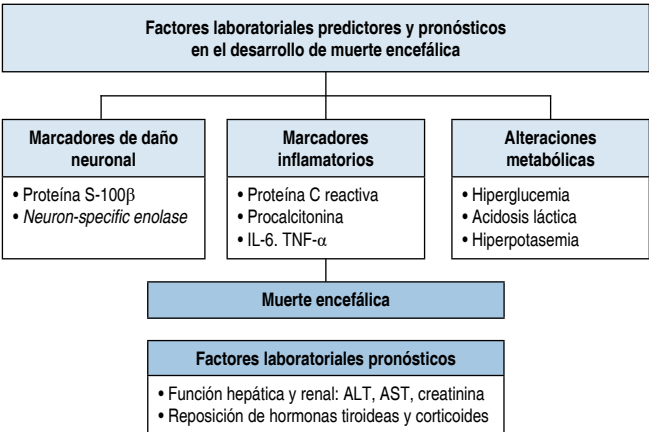 Factores laboratoriales predictores y pronósticos
en el desarrollo de muerte encefálica
Marcadores de daño
neuronal
• Proteína S-100β
• Neuron-specific enolase
Marcadores
inflamatorios
• Proteína C reactiva
• Procalcitonina
• IL-6. TNF-α
Alteraciones
metabólicas
• Hiperglucemia
• Acidosis láctica
• Hiperpotasemia
Muerte encefálica
Factores laboratoriales pronósticos
• Función hepática y renal: ALT, AST, creatinina
• Reposición de hormonas tiroideas y corticoides